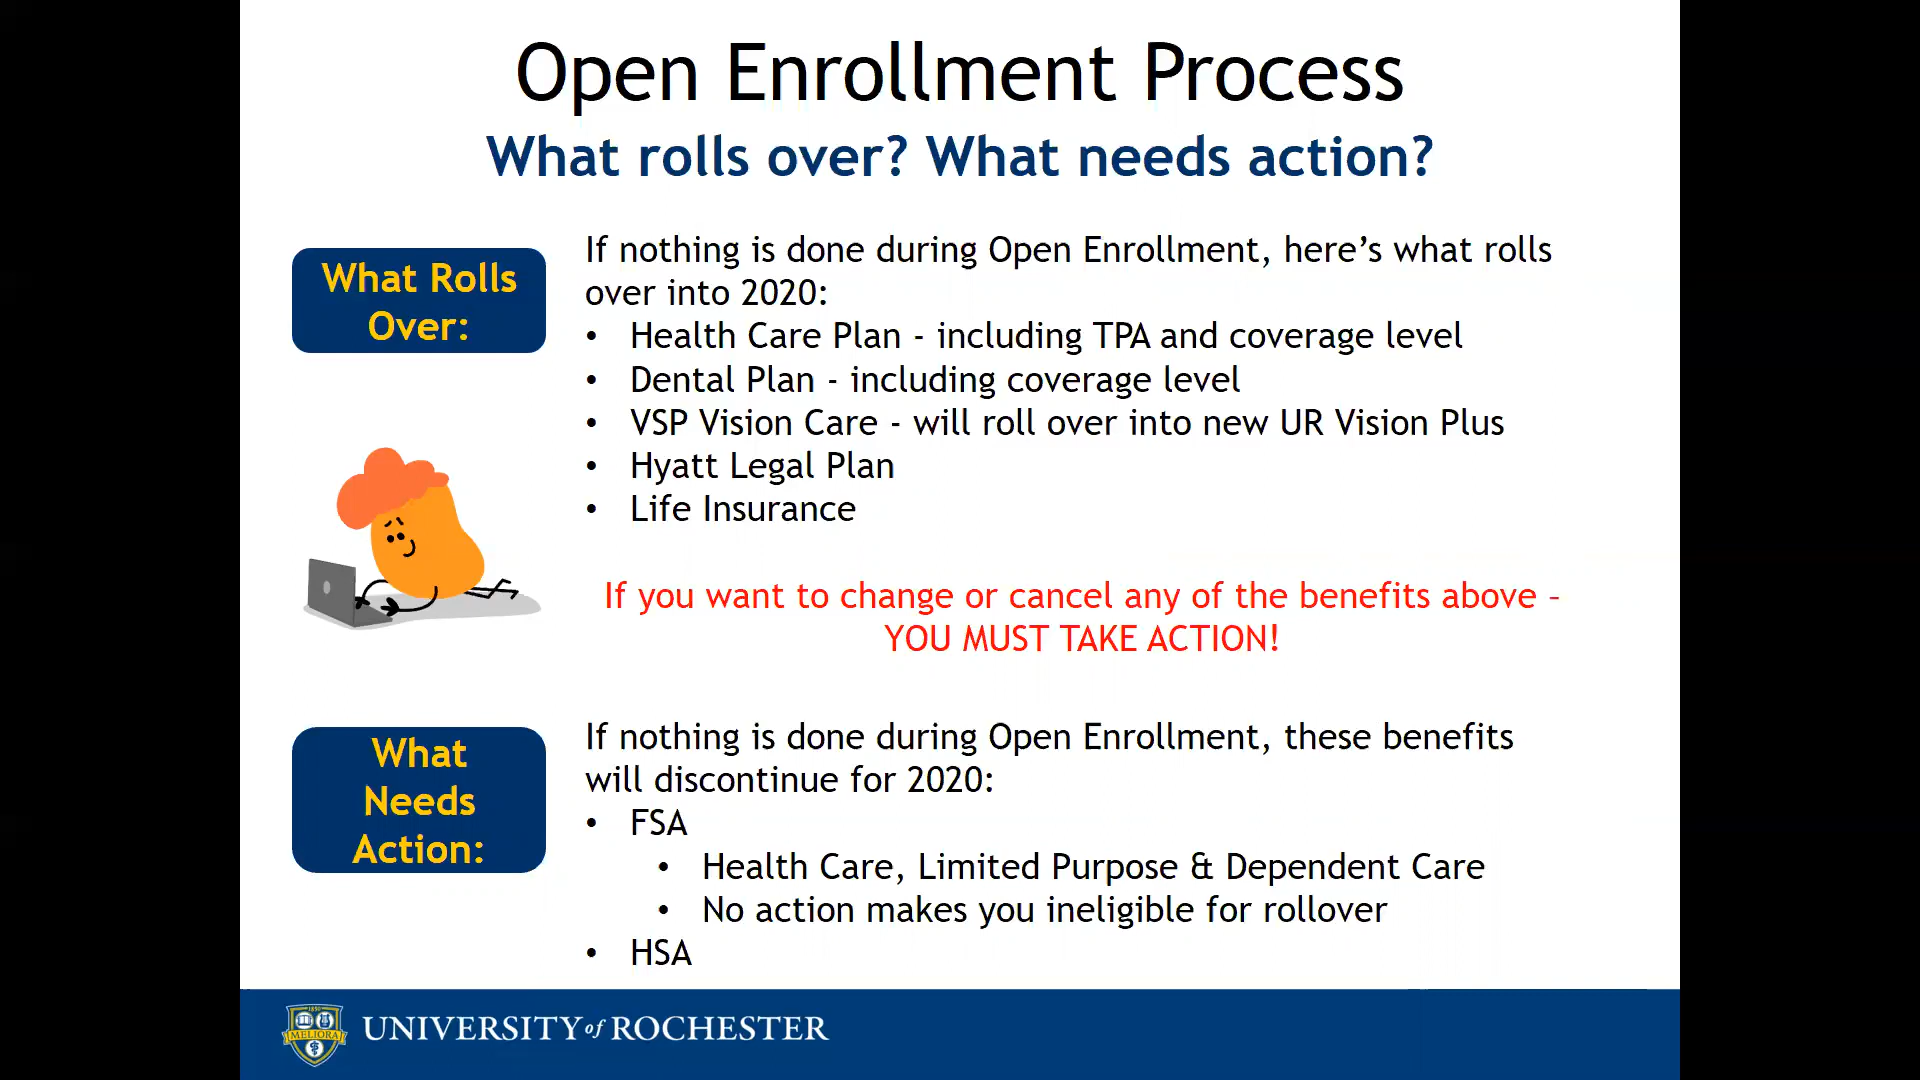 Open Enrollment Process
What rolls over? What needs action?
What Rolls
Over:
If nothing is done during Open Enrollment, here’s what rolls
over into 2020:
• Health Care Plan - including TPA and coverage level
• Dental Plan - including coverage level
• VSP Vision Care - will roll over into new UR Vision Plus
• Hyatt Legal Plan
• Life Insurance
If you want to change or cancel any of the benefits above –
YOU MUST TAKE ACTION!
What
Needs
Action:
If nothing is done during Open Enrollment, these benefits
will discontinue for 2020:
• FSA
• Health Care, Limited Purpose & Dependent Care
• No action makes you ineligible for rollover
• HSA
1850
MELIORA
UNIVERSITY of ROCHESTER